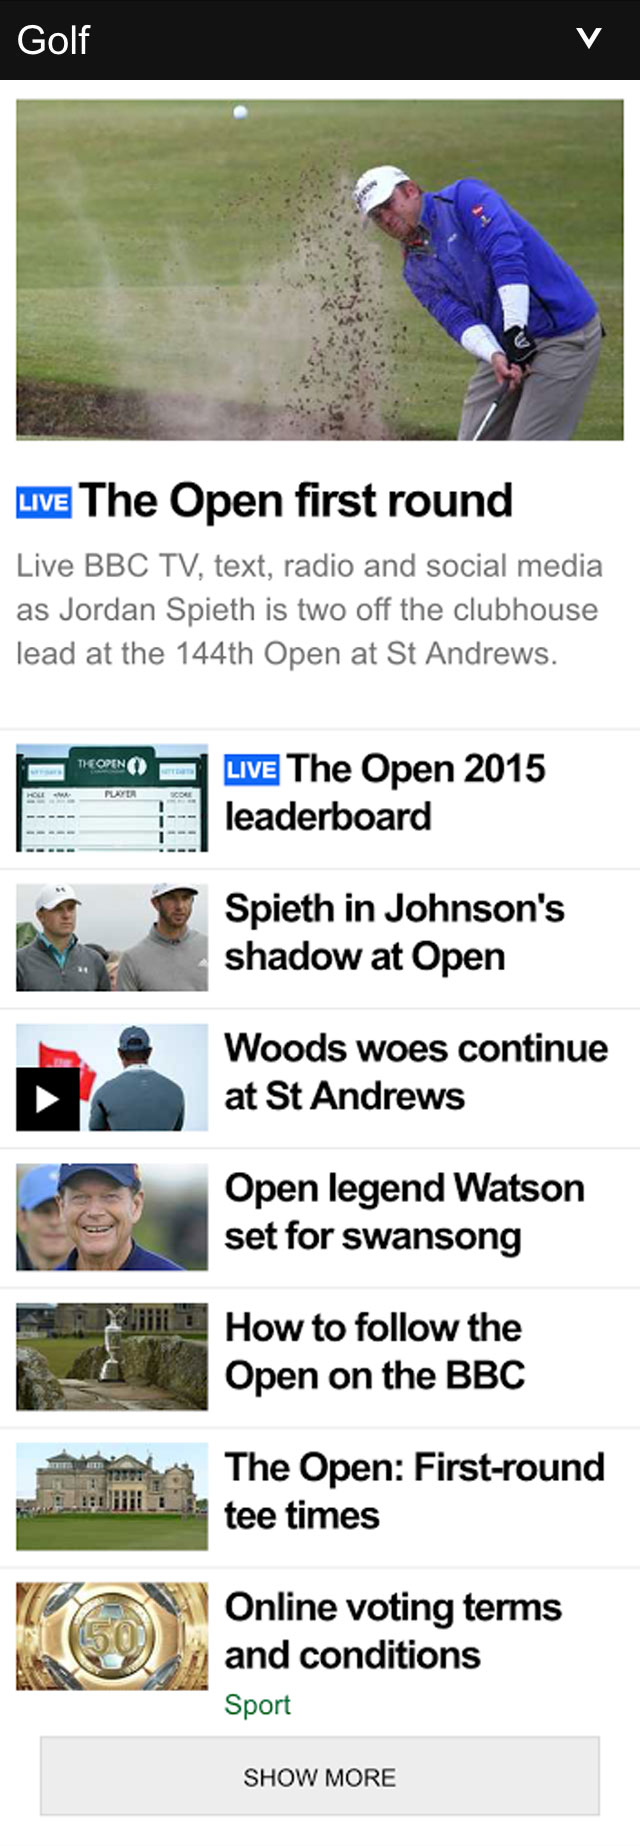 Golf
LIVE The Open first round
Live BBC TV, text, radio and social media
as Jordan Spieth is two off the clubhouse
lead at the 144th Open at St Andrews.
THE OPEN
HOLE PAR PLAYER SCORE
LIVE The Open 2015
leaderboard
Spieth in Johnson's
shadow at Open
Woods woes continue
at St Andrews
Open legend Watson
set for swansong
How to follow the
Open on the BBC
The Open: First-round
tee times
50
Online voting terms
and conditions
Sport
SHOW MORE